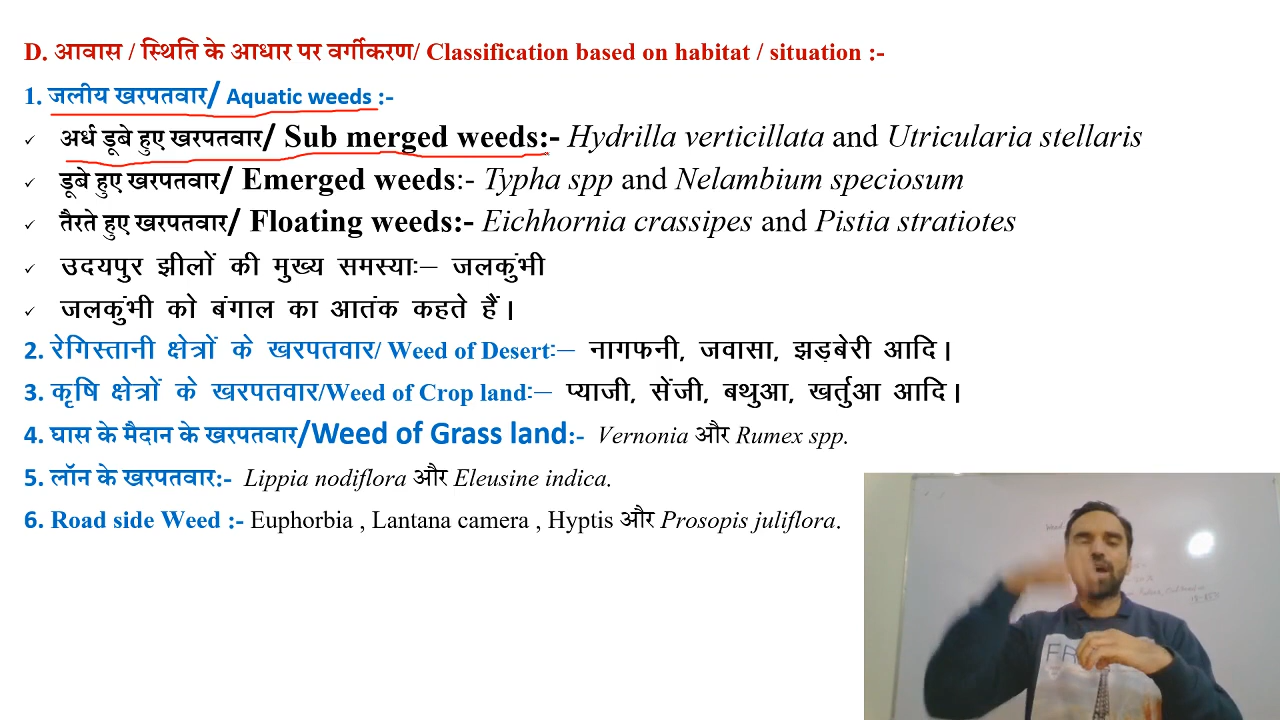 D. आवास / स्थिति के आधार पर वर्गीकरण/ Classification based on habitat / situation :-
1. जलीय खरपतवार/ Aquatic weeds :-
✓ अर्ध डूबे हुए खरपतवार/ Sub merged weeds:- Hydrilla verticillata and Utricularia stellaris
✓ डूबे हुए खरपतवार/ Emerged weeds:- Typha spp and Nelambium speciosum
✓ तैरते हुए खरपतवार/ Floating weeds:- Eichhornia crassipes and Pistia stratiotes
✓ उदयपुर झीलों की मुख्य समस्याः– जलकुंभी
✓ जलकुंभी को बंगाल का आतंक कहते हैं।
2. रेगिस्तानी क्षेत्रों के खरपतवार/ Weed of Desert:– नागफनी, जवासा, झड़बेरी आदि।
3. कृषि क्षेत्रों के खरपतवार/Weed of Crop land:– प्याजी, सेंजी, बथुआ, खर्तुआ आदि।
4. घास के मैदान के खरपतवार/Weed of Grass land:- Vernonia और Rumex spp.
5. लॉन के खरपतवार:- Lippia nodiflora और Eleusine indica.
6. Road side Weed :- Euphorbia , Lantana camera , Hyptis और Prosopis juliflora.